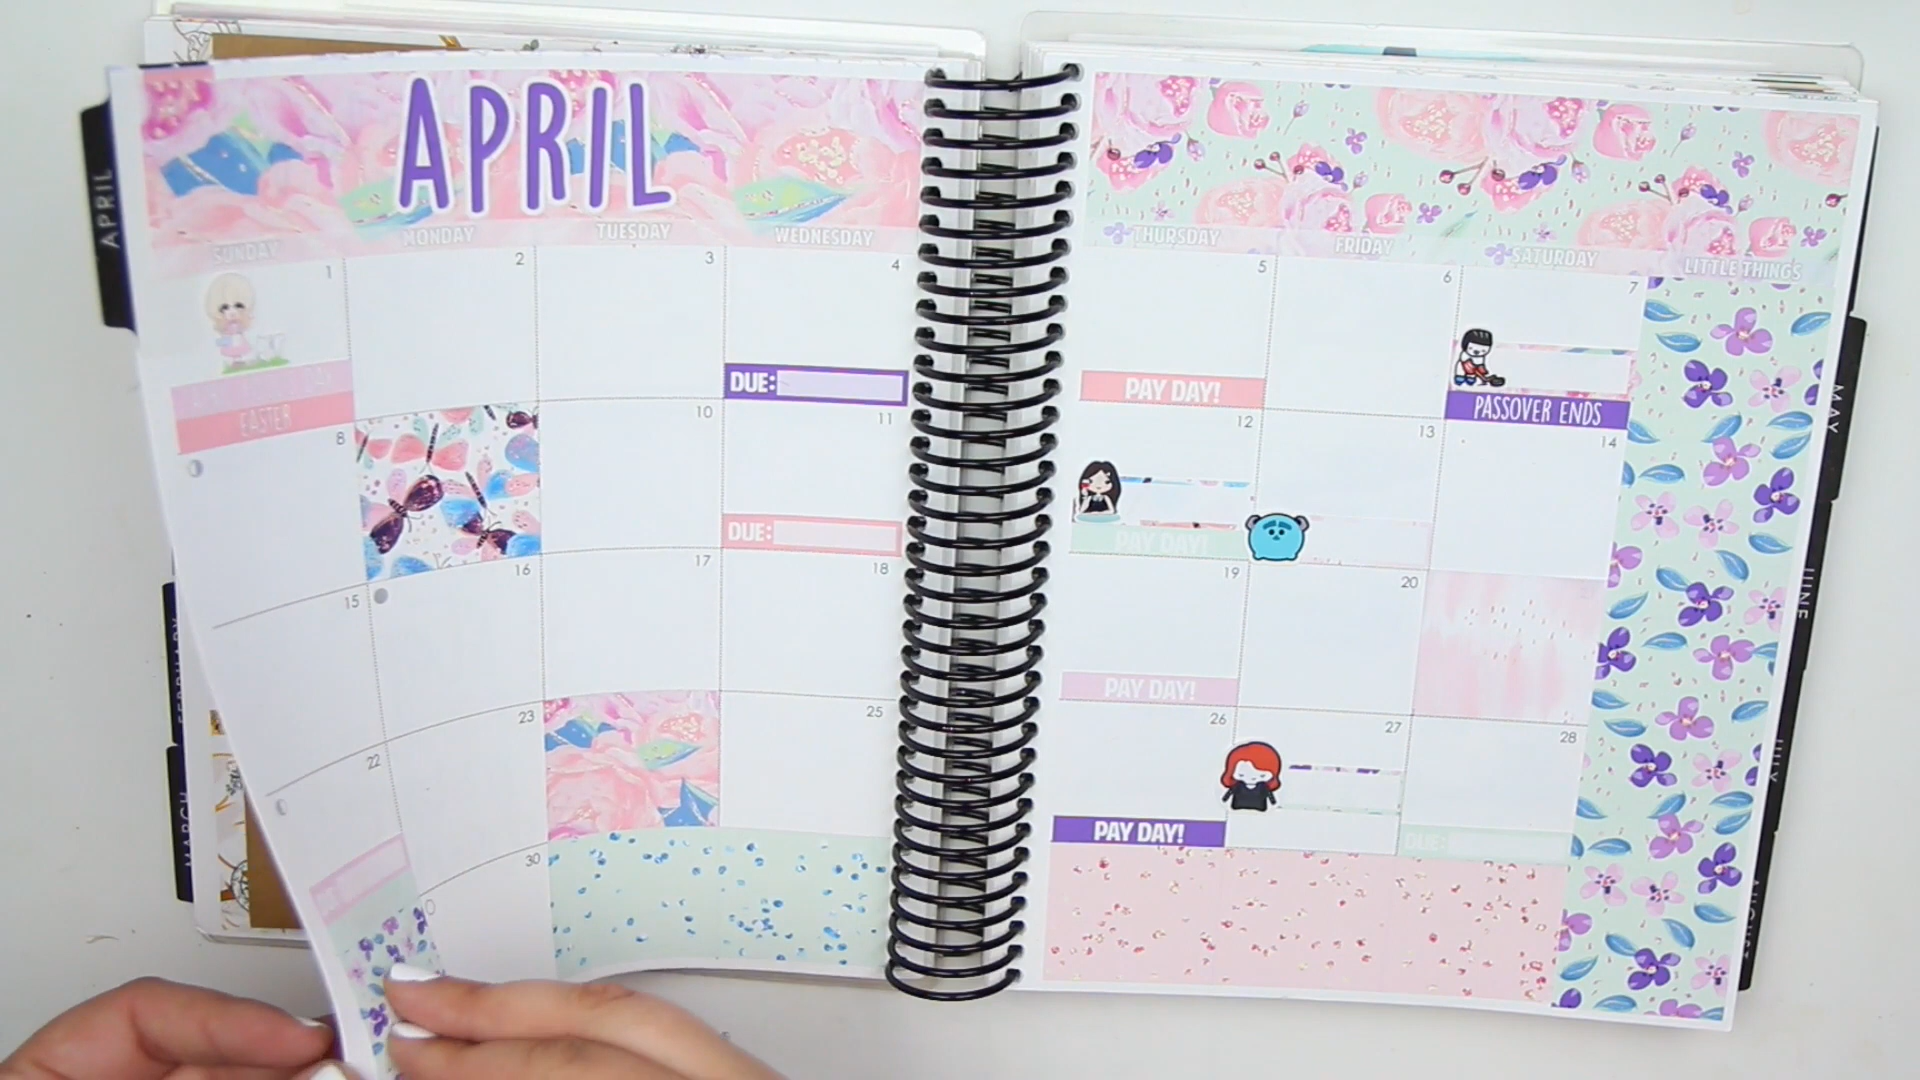 APRIL
SUNDAY MONDAY TUESDAY WEDNESDAY THURSDAY FRIDAY SATURDAY LITTLE THINGS
1 2 3 4 5 6 7
EASTER
DUE:
PAY DAY!
PASSOVER ENDS
8 10 11 12 13 14
DUE:
PAY DAY!
15 16 17 18 19 20
PAY DAY!
22 23 25 26 27 28
PAY DAY!
DUE:
30
APRIL
FEBRUARY
MARCH
MAY
JUNE
JULY
AUGUST